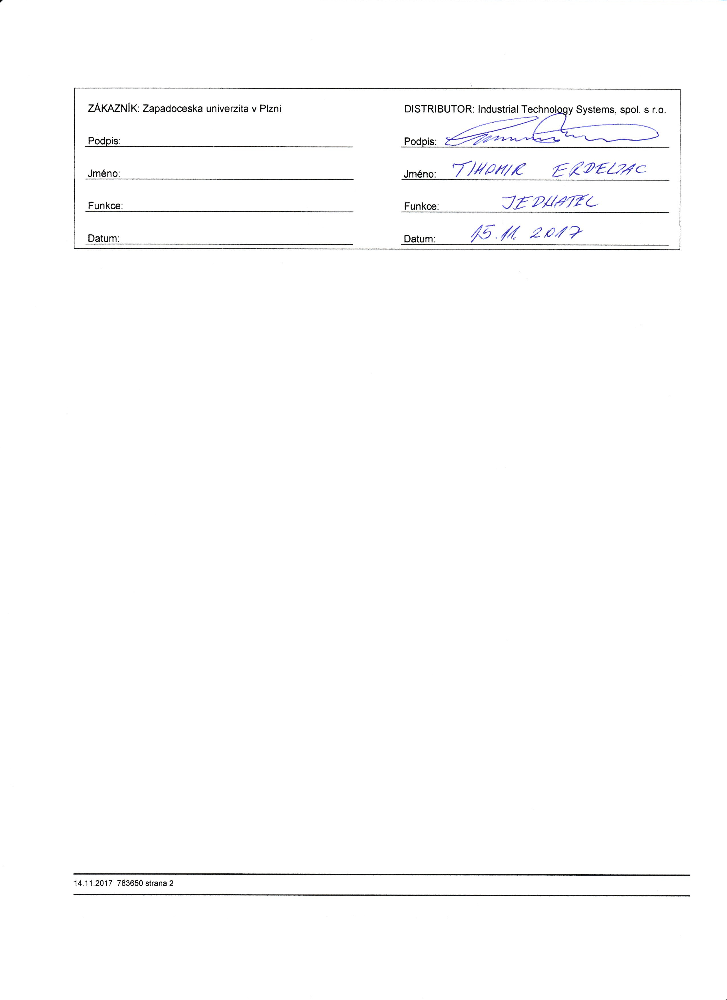 ZÁKAZNÍK: Zapadoceska univerzita v Plzni
Podpis:
Jméno:
Funkce:
Datum:
DISTRIBUTOR: Industrial Technology Systems, spol. s r.o.
Podpis:
Jméno: TIHOMIR ERDELJAC
Funkce: JEDNATEL
Datum: 15.11.2017
14.11.2017 783650 strana 2